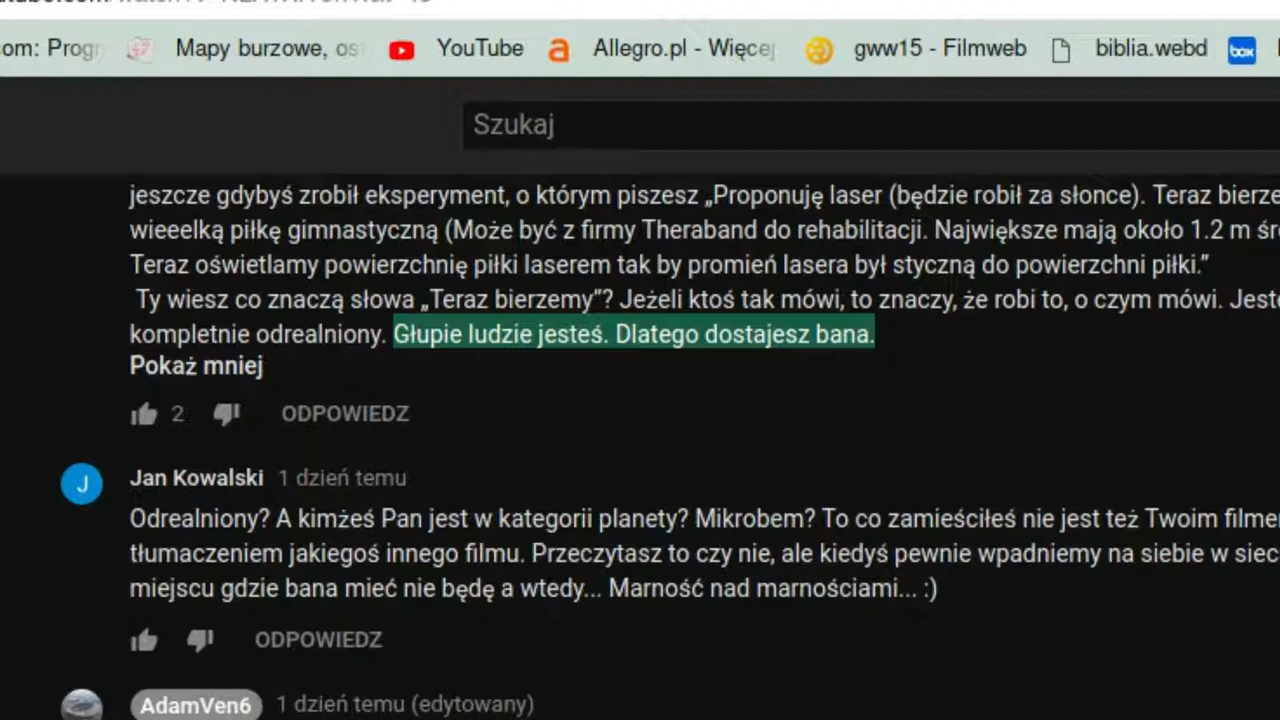 om: Progr Mapy burzowe, os YouTube Allegro.pl - Więcej gww15 - Filmweb biblia.webd box
Szukaj
jeszcze gdybyś zrobił eksperyment, o którym piszesz „Proponuję laser (będzie robił za słonce). Teraz bierze
wieeelką piłkę gimnastyczną (Może być z firmy Theraband do rehabilitacji. Największe mają około 1.2 m śr
Teraz oświetlamy powierzchnię piłki laserem tak by promień lasera był styczną do powierzchni piłki.”
Ty wiesz co znaczą słowa „Teraz bierzemy”? Jeżeli ktoś tak mówi, to znaczy, że robi to, o czym mówi. Jest
kompletnie odrealniony. Głupie ludzie jesteś. Dlatego dostajesz bana.
Pokaż mniej
2 ODPOWIEDZ
J Jan Kowalski 1 dzień temu
Odrealniony? A kimżeś Pan jest w kategorii planety? Mikrobem? To co zamieściłeś nie jest też Twoim filme
tłumaczeniem jakiegoś innego filmu. Przeczytasz to czy nie, ale kiedyś pewnie wpadniemy na siebie w siec
miejscu gdzie bana mieć nie będę a wtedy... Marność nad marnościami... :)
ODPOWIEDZ
AdamVen6 1 dzień temu (edytowany)